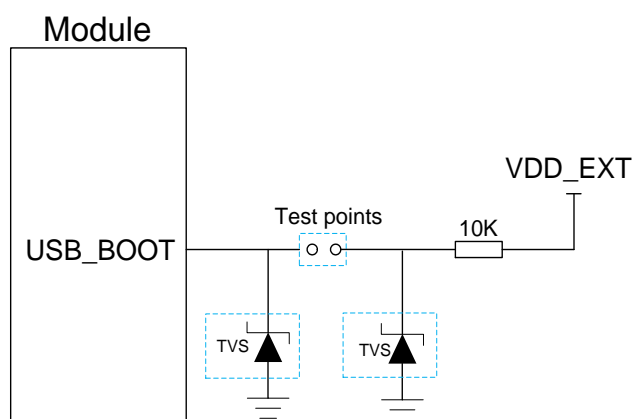 Module
VDD_EXT
Test points
10K
USB_BOOT
TVS
TVS